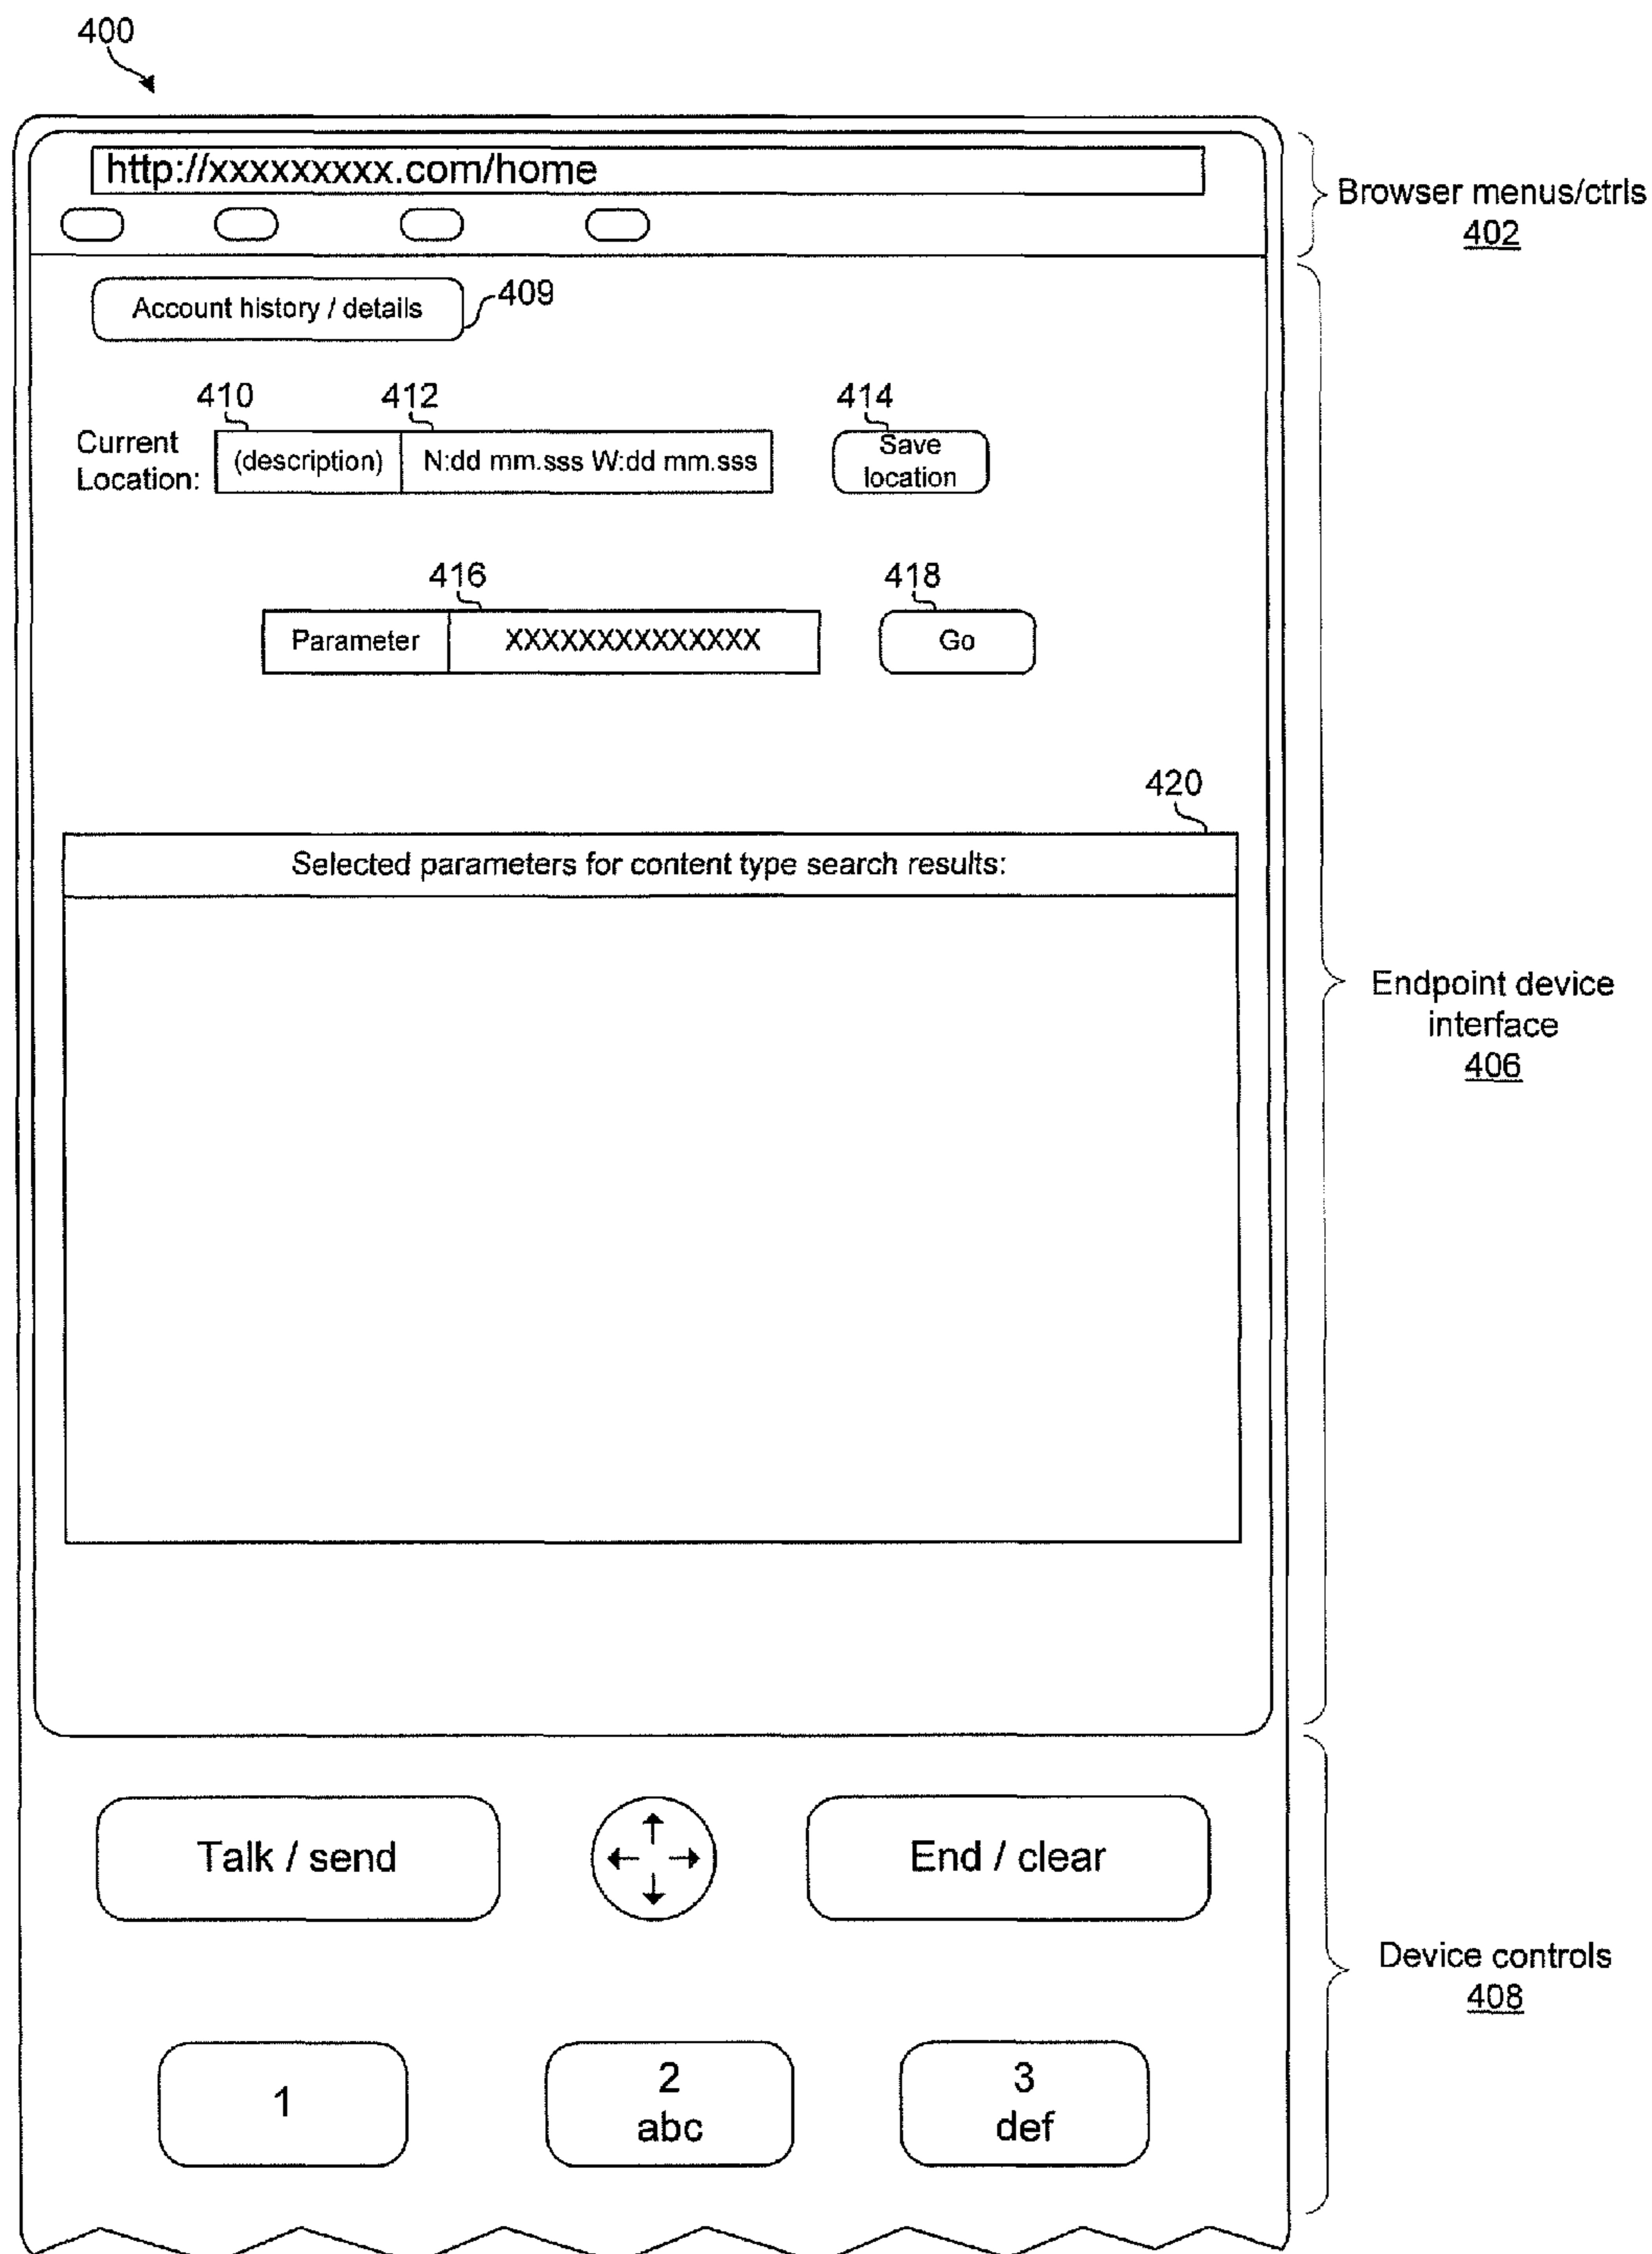 400
http://xxxxxxxxx.com/home
Browser menus/ctrls
402
Account history / details
409
410
412
414
Current
Location:
(description)
N:dd mm.sss W:dd mm.sss
Save
location
416
418
Parameter
XXXXXXXXXXXXXX
Go
420
Selected parameters for content type search results:
Endpoint device
interface
406
Talk / send
End / clear
Device controls
408
1
2
abc
3
def